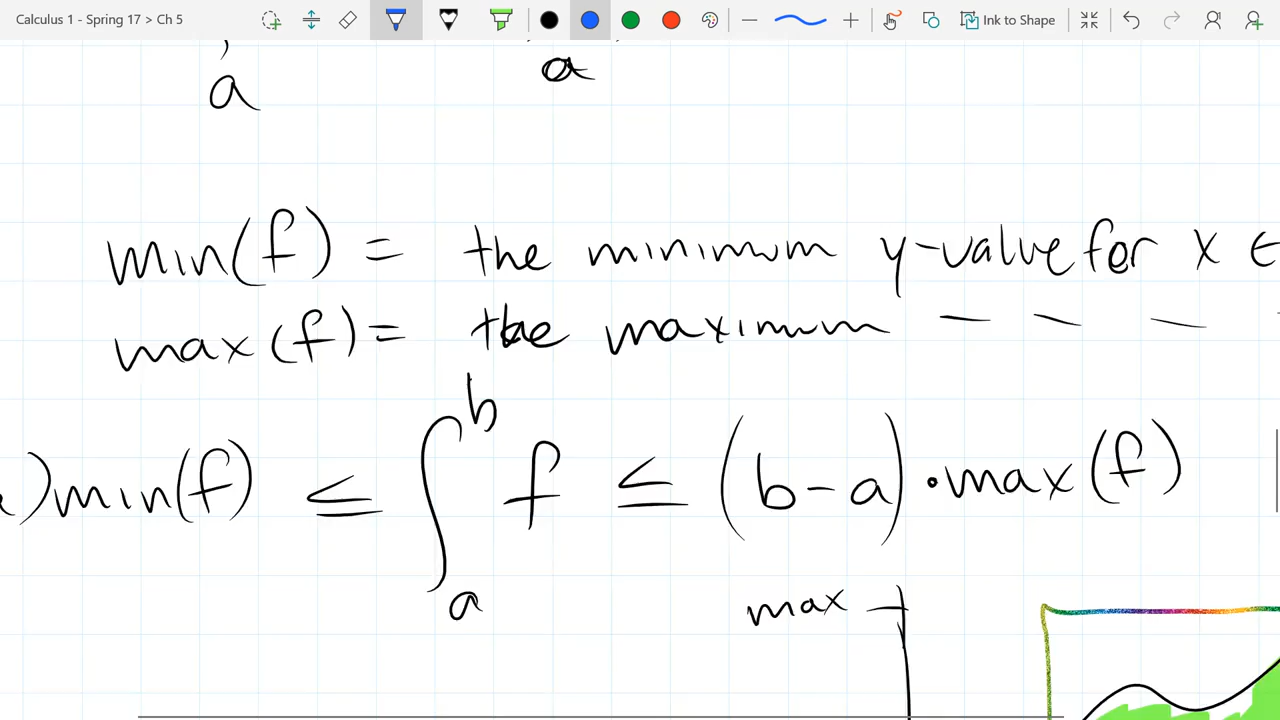 Calculus 1 - Spring 17 > Ch 5
Ink to Shape
a a
min(f) = the minimum y-value for x ∈
max(f) = the maximum — — —
)min(f) ≤ ∫_a^b f ≤ (b-a)·max(f)
max